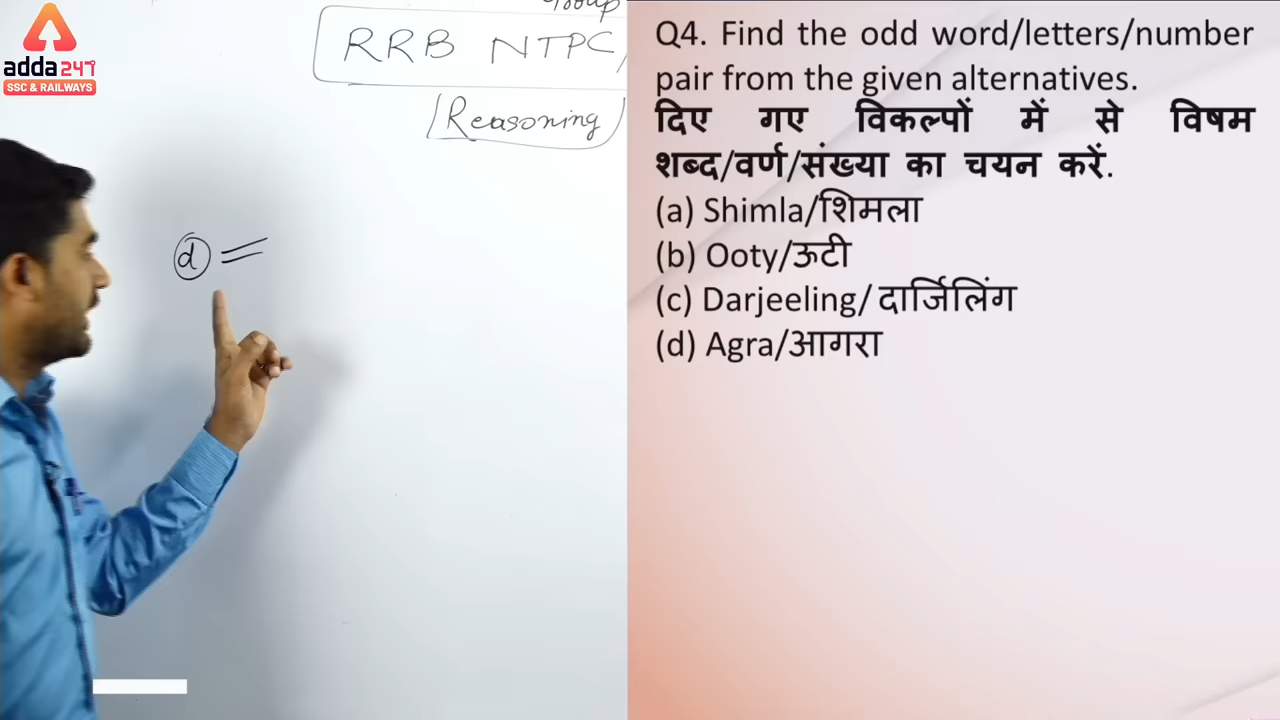 adda247
SSC & RAILWAYS
RRB NTPC/
Reasoning
d =
Q4. Find the odd word/letters/number
pair from the given alternatives.
दिए गए विकल्पों में से विषम
शब्द/वर्ण/संख्या का चयन करें.
(a) Shimla/शिमला
(b) Ooty/ऊटी
(c) Darjeeling/ दार्जिलिंग
(d) Agra/आगरा